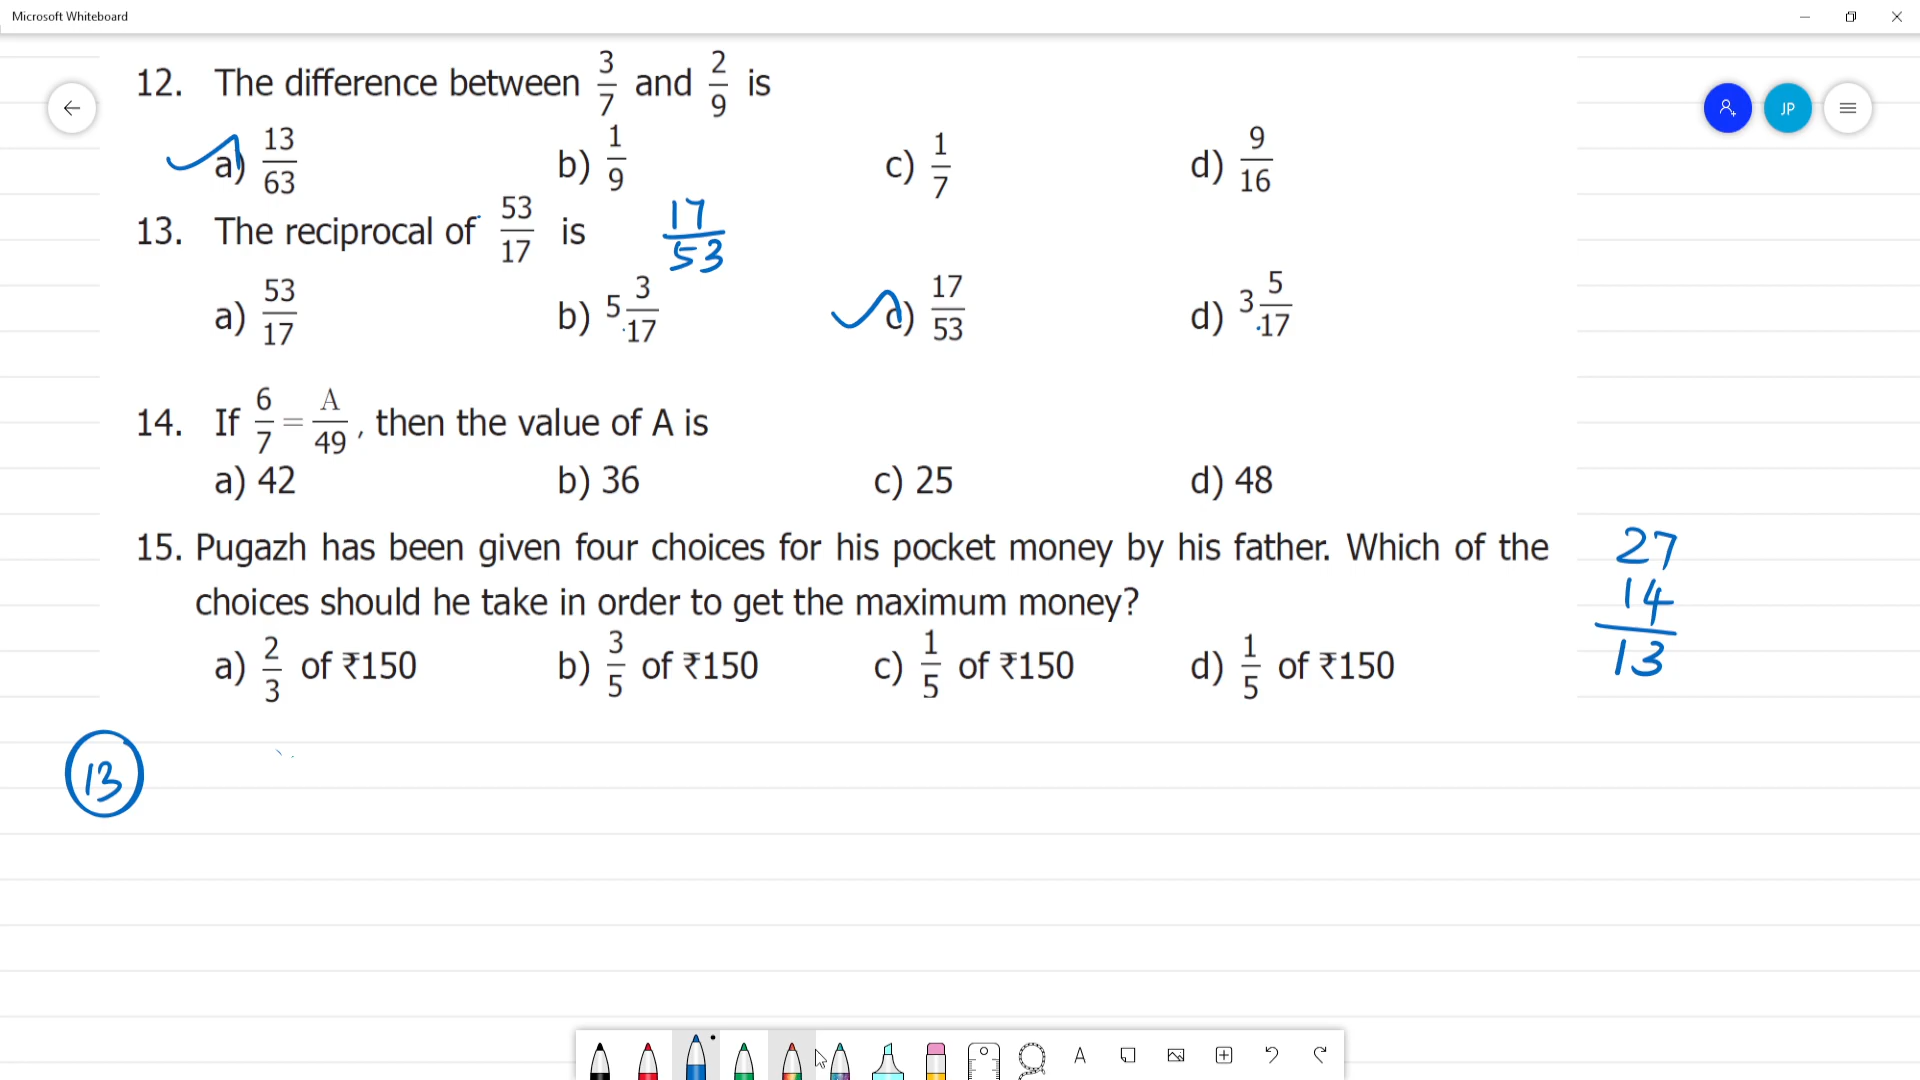 Microsoft Whiteboard
12. The difference between 3/7 and 2/9 is
a) 13/63 b) 1/9 c) 1/7 d) 9/16
13. The reciprocal of 53/17 is 17/53
a) 53/17 b) 5 3/17 c) 17/53 d) 3 5/17
14. If 6/7 = A/49, then the value of A is
a) 42 b) 36 c) 25 d) 48
15. Pugazh has been given four choices for his pocket money by his father. Which of the
choices should he take in order to get the maximum money?
a) 2/3 of ₹150 b) 3/5 of ₹150 c) 1/5 of ₹150 d) 1/5 of ₹150
27
14
13
13
JP
A